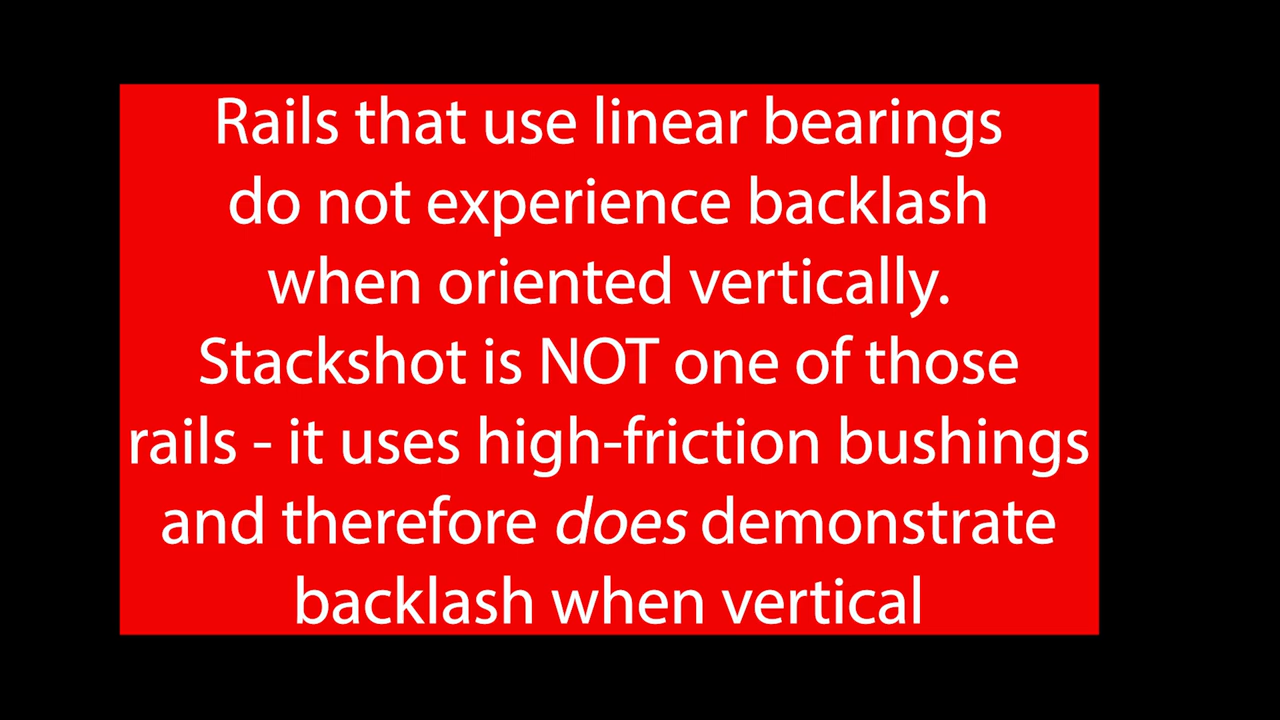 Rails that use linear bearings
do not experience backlash
when oriented vertically.
Stackshot is NOT one of those
rails - it uses high-friction bushings
and therefore does demonstrate
backlash when vertical